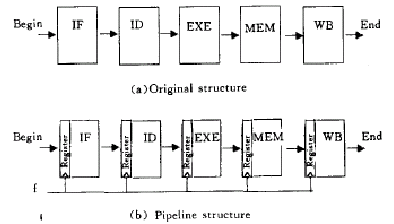 Begin IF ID EXE MEM WB End
(a) Original structure
Begin Register IF Register ID Register EXE Register MEM Register WB End
f
(b) Pipeline structure